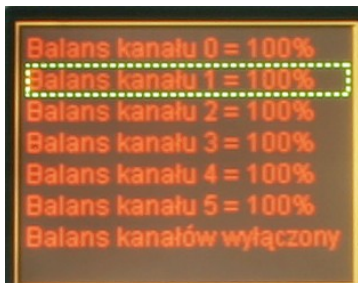 Balans kanału 0 = 100%
Balans kanału 1 = 100%
Balans kanału 2 = 100%
Balans kanału 3 = 100%
Balans kanału 4 = 100%
Balans kanału 5 = 100%
Balans kanałów wyłączony